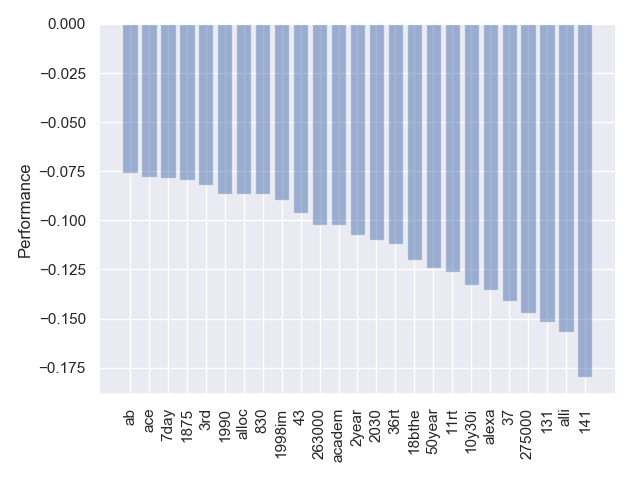 0.000
−0.025
−0.050
−0.075
−0.100
−0.125
−0.150
−0.175
Performance
ab
ace
7day
1875
3rd
1990
alloc
830
1998im
43
263000
academ
2year
2030
36rt
18bthe
50year
11rt
10y30i
alexa
37
275000
131
alli
141